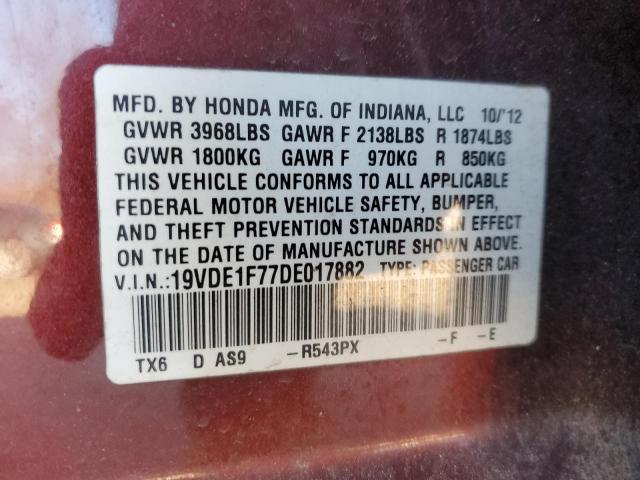 MFD. BY HONDA MFG. OF INDIANA, LLC 10/'12
GVWR 3968LBS GAWR F 2138LBS R 1874LBS
GVWR 1800KG GAWR F 970KG R 850KG
THIS VEHICLE CONFORMS TO ALL APPLICABLE
FEDERAL MOTOR VEHICLE SAFETY, BUMPER,
AND THEFT PREVENTION STANDARDS IN EFFECT
ON THE DATE OF MANUFACTURE SHOWN ABOVE.
V.I.N.:19VDE1F77DE017882 TYPE: PASSENGER CAR
TX6 D AS9 -R543PX -F -E